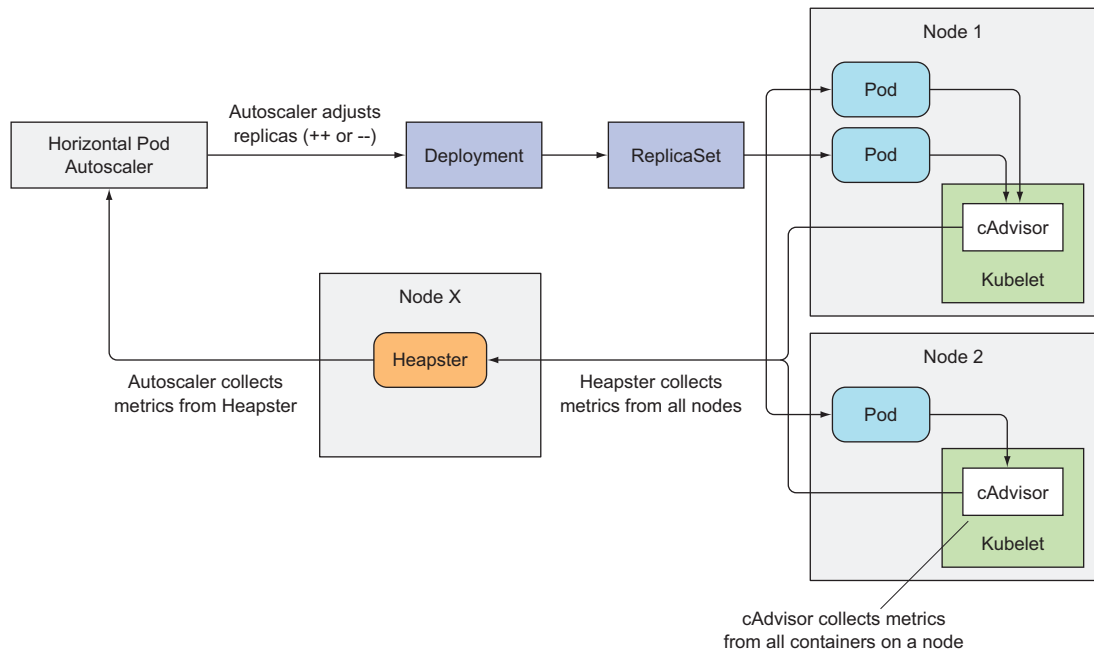 Node 1
Pod
Autoscaler adjusts
replicas (++ or --)
Horizontal Pod
Autoscaler
Deployment
ReplicaSet
Pod
cAdvisor
Kubelet
Node X
Heapster
Autoscaler collects
metrics from Heapster
Heapster collects
metrics from all nodes
Node 2
Pod
cAdvisor
Kubelet
cAdvisor collects metrics
from all containers on a node